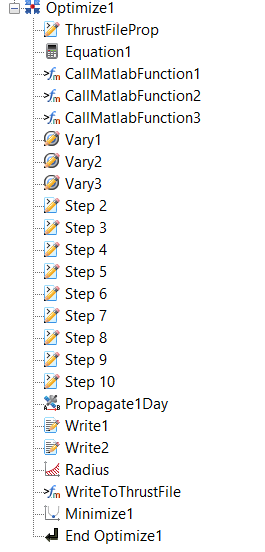 Optimize1
ThrustFileProp
Equation1
CallMatlabFunction1
CallMatlabFunction2
CallMatlabFunction3
Vary1
Vary2
Vary3
Step 2
Step 3
Step 4
Step 5
Step 6
Step 7
Step 8
Step 9
Step 10
Propagate1Day
Write1
Write2
Radius
WriteToThrustFile
Minimize1
End Optimize1